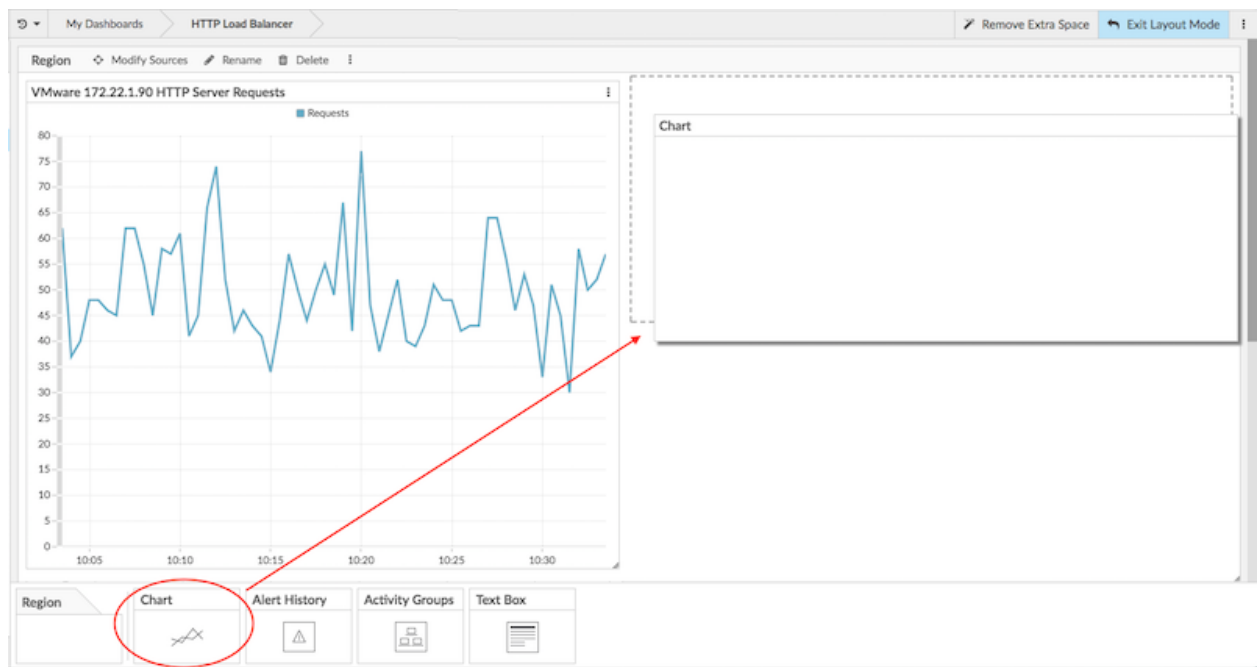 My Dashboards HTTP Load Balancer Remove Extra Space Exit Layout Mode
Region Modify Sources Rename Delete
VMware 172.22.1.90 HTTP Server Requests
Requests
Chart
80
75
70
65
60
55
50
45
40
35
30
25
20
15
10
5
0
10:05 10:10 10:15 10:20 10:25 10:30
Region Chart Alert History Activity Groups Text Box